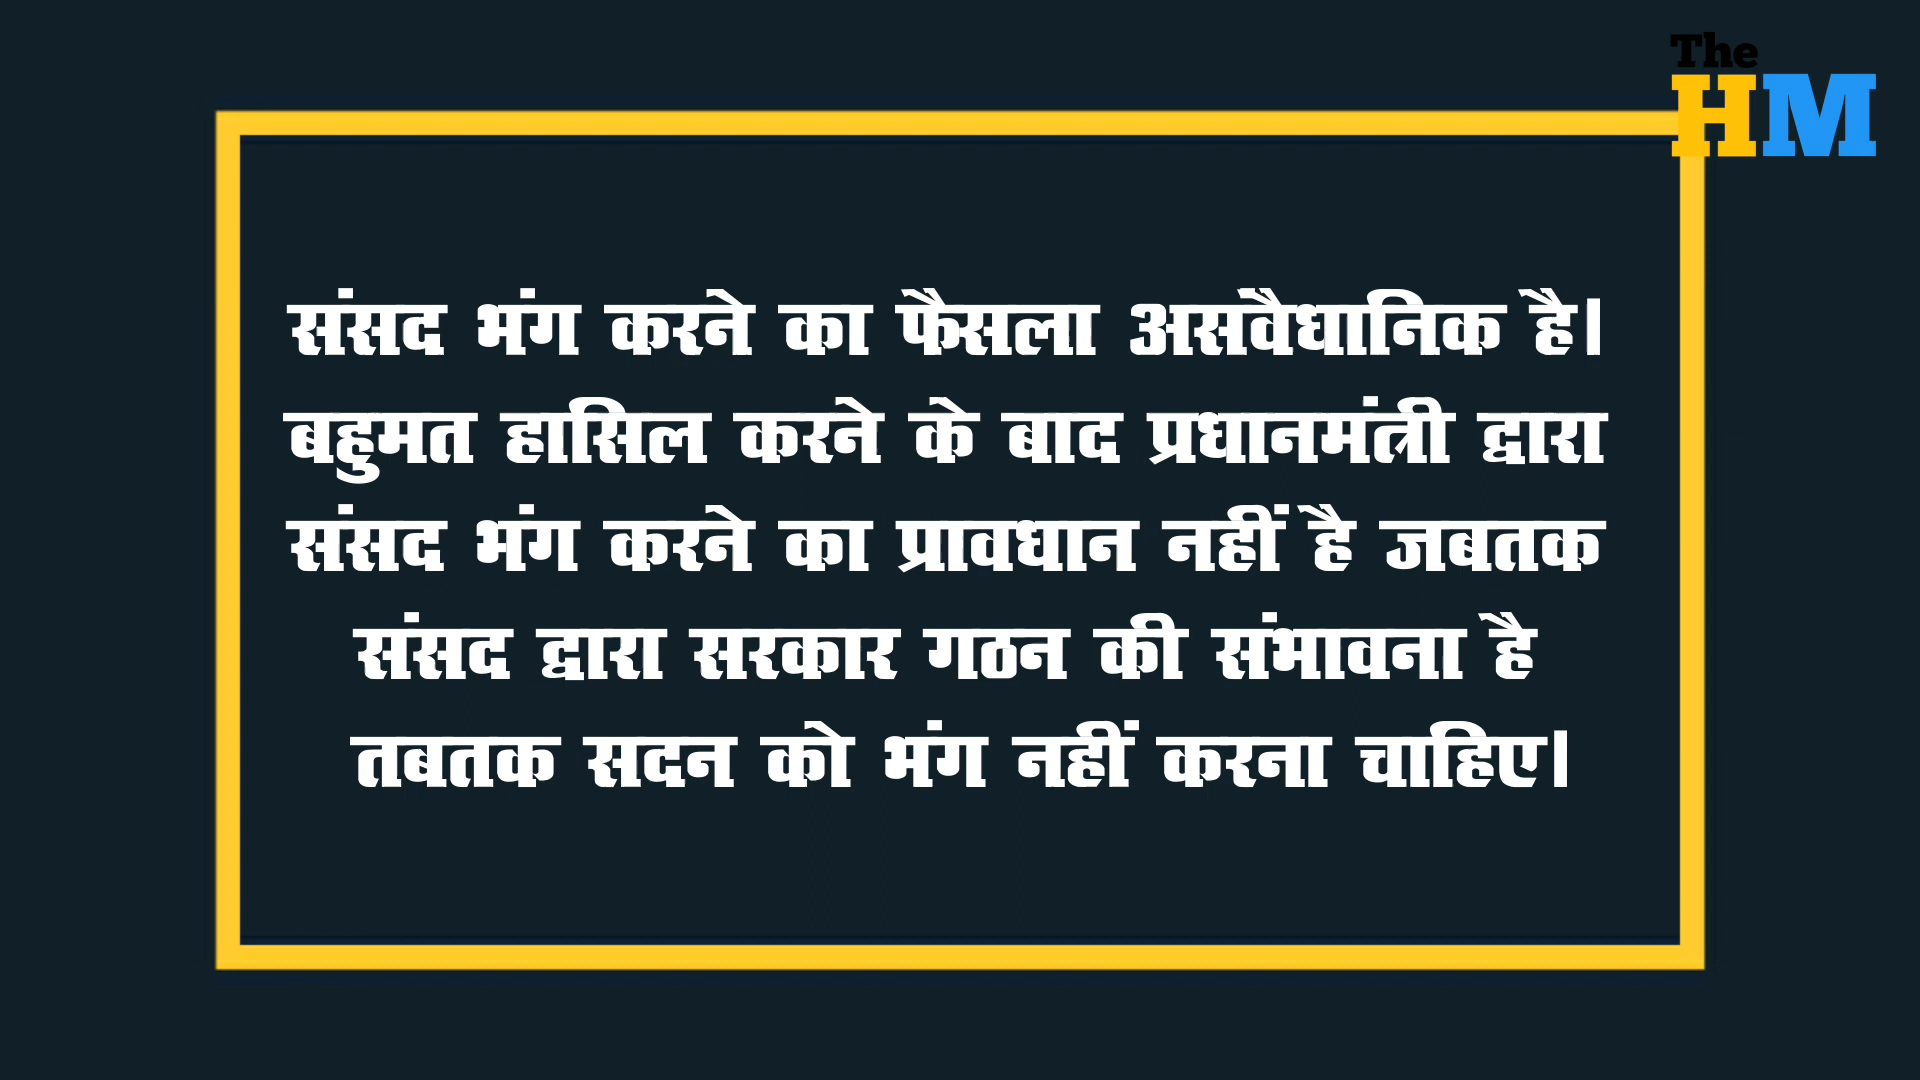 The
HM
संसद भंग करने का फैसला असंवैधानिक है।
बहुमत हासिल करने के बाद प्रधानमंत्री द्वारा
संसद भंग करने का प्रावधान नहीं है जबतक
संसद द्वारा सरकार गठन की संभावना है
तबतक सदन को भंग नहीं करना चाहिए।